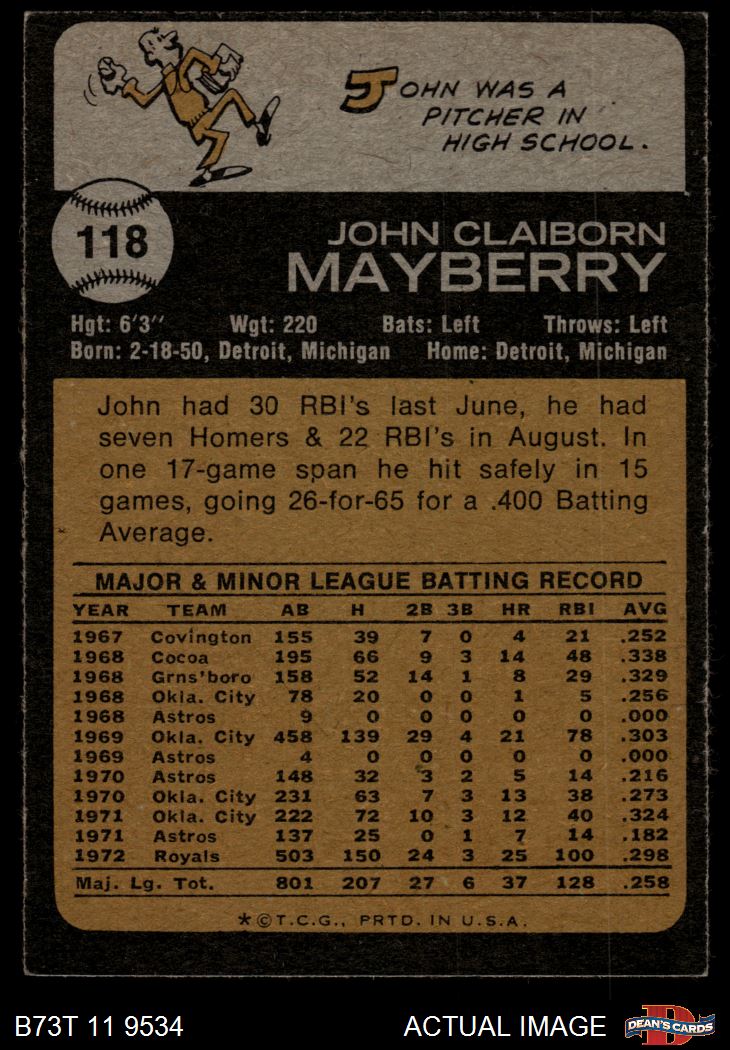 JOHN WAS A
PITCHER IN
HIGH SCHOOL.
118
JOHN CLAIBORN
MAYBERRY
Hgt: 6'3'' Wgt: 220 Bats: Left Throws: Left
Born: 2-18-50, Detroit, Michigan Home: Detroit, Michigan
John had 30 RBI's last June, he had
seven Homers & 22 RBI's in August. In
one 17-game span he hit safely in 15
games, going 26-for-65 for a .400 Batting
Average.
MAJOR & MINOR LEAGUE BATTING RECORD
YEAR TEAM AB H 2B 3B HR RBI AVG
1967 Covington 155 39 7 0 4 21 .252
1968 Cocoa 195 66 9 3 14 48 .338
1968 Grns'boro 158 52 14 1 8 29 .329
1968 Okla. City 78 20 0 0 1 5 .256
1968 Astros 9 0 0 0 0 0 .000
1969 Okla. City 458 139 29 4 21 78 .303
1969 Astros 4 0 0 0 0 0 .000
1970 Astros 148 32 3 2 5 14 .216
1970 Okla. City 231 63 7 3 13 38 .273
1971 Okla. City 222 72 10 3 12 40 .324
1971 Astros 137 25 0 1 7 14 .182
1972 Royals 503 150 24 3 25 100 .298
Maj. Lg. Tot. 801 207 27 6 37 128 .258
*©T.C.G., PRTD. IN U.S.A.
B73T 11 9534 ACTUAL IMAGE D DEAN'S CARDS